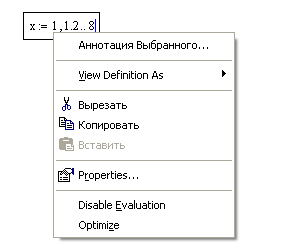 x := 1,1.2.. 8
Аннотация Выбранного...
View Definition As
Вырезать
Копировать
Вставить
Properties...
Disable Evaluation
Optimize